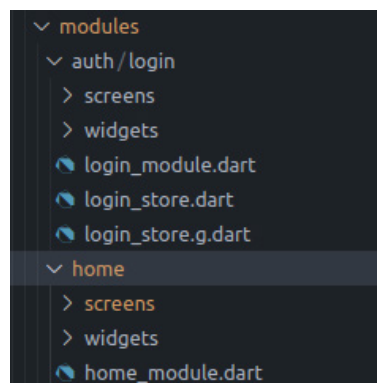 modules
auth/login
screens
widgets
login_module.dart
login_store.dart
login_store.g.dart
home
screens
widgets
home_module.dart